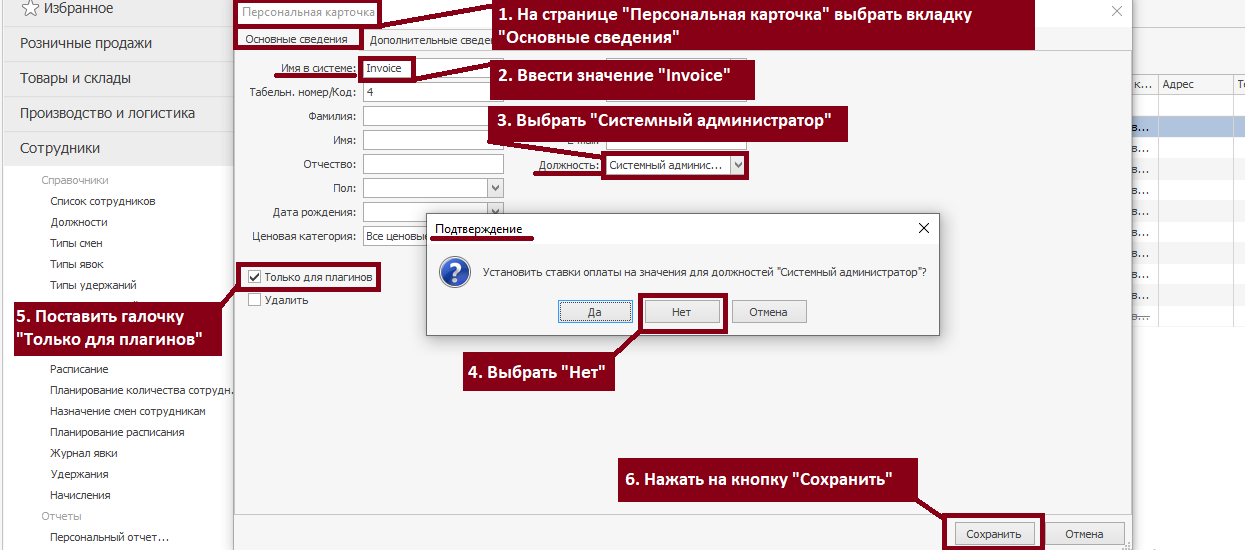 Избранное
Розничные продажи
Товары и склады
Производство и логистика
Сотрудники
Справочники
Список сотрудников
Должности
Типы смен
Типы явок
Типы удержаний
Расписание
Планирование количества сотрудн.
Назначение смен сотрудникам
Планирование расписания
Журнал явки
Удержания
Начисления
Отчеты
Персональный отчет...
Персональная карточка
Основные сведения
Дополнительные сведе
1. На странице "Персональная карточка" выбрать вкладку
"Основные сведения"
Имя в системе: Invoice
2. Ввести значение "Invoice"
Табельн. номер/Код: 4
Фамилия:
3. Выбрать "Системный администратор"
Имя:
E-mail
Отчество:
Должность: Системный админис...
Пол:
Дата рождения:
Ценовая категория: Все ценовые
Только для плагинов
Удалить
5. Поставить галочку
"Только для плагинов"
Подтверждение
Установить ставки оплаты на значения для должностей "Системный администратор"?
Да
Нет
Отмена
4. Выбрать "Нет"
6. Нажать на кнопку "Сохранить"
Сохранить
Отмена
к...
Адрес
Те
в...
в...
в...
в...
в...
в...
в...
в...
в...
в...